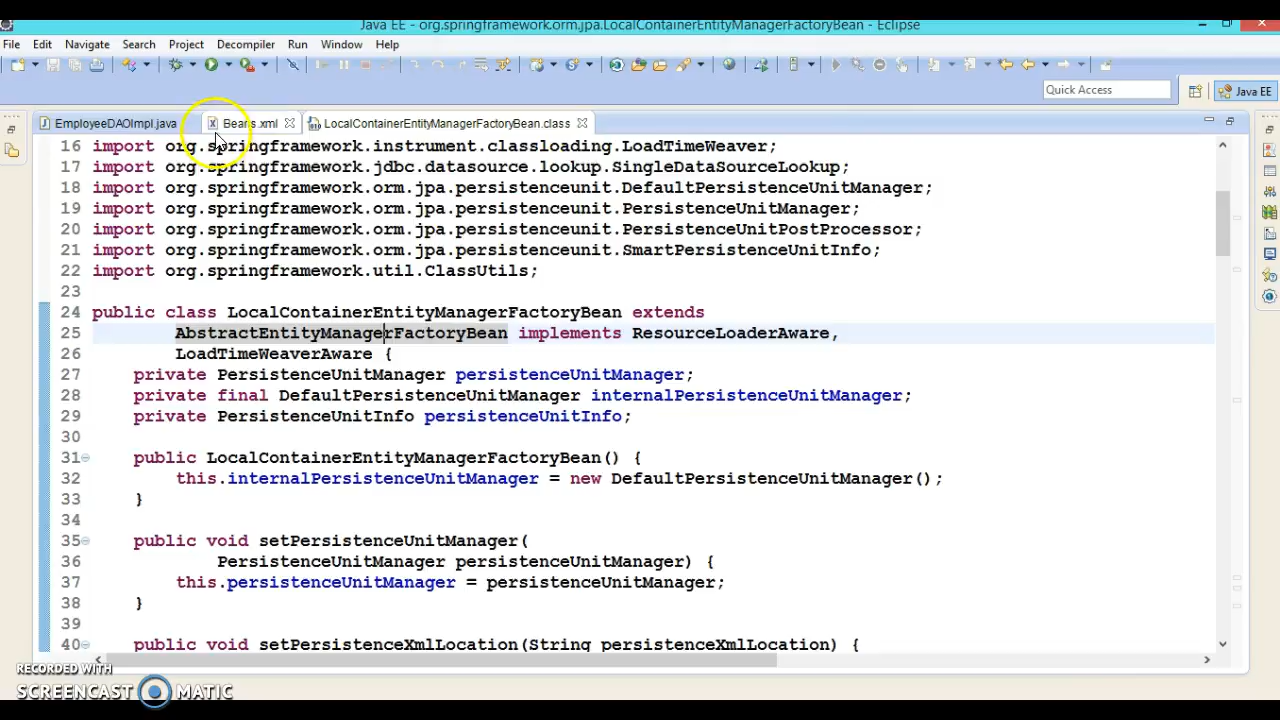 Java EE - org.springframework.orm.jpa.LocalContainerEntityManagerFactoryBean - Eclipse
File Edit Navigate Search Project Decompiler Run Window Help
Quick Access
Java EE
EmployeeDAOImpl.java Beans.xml LocalContainerEntityManagerFactoryBean.class
16 import org.springframework.instrument.classloading.LoadTimeWeaver;
17 import org.springframework.jdbc.datasource.lookup.SingleDataSourceLookup;
18 import org.springframework.orm.jpa.persistenceunit.DefaultPersistenceUnitManager;
19 import org.springframework.orm.jpa.persistenceunit.PersistenceUnitManager;
20 import org.springframework.orm.jpa.persistenceunit.PersistenceUnitPostProcessor;
21 import org.springframework.orm.jpa.persistenceunit.SmartPersistenceUnitInfo;
22 import org.springframework.util.ClassUtils;
23
24 public class LocalContainerEntityManagerFactoryBean extends
25 AbstractEntityManagerFactoryBean implements ResourceLoaderAware,
26 LoadTimeWeaverAware {
27 private PersistenceUnitManager persistenceUnitManager;
28 private final DefaultPersistenceUnitManager internalPersistenceUnitManager;
29 private PersistenceUnitInfo persistenceUnitInfo;
30
31 public LocalContainerEntityManagerFactoryBean() {
32 this.internalPersistenceUnitManager = new DefaultPersistenceUnitManager();
33 }
34
35 public void setPersistenceUnitManager(
36 PersistenceUnitManager persistenceUnitManager) {
37 this.persistenceUnitManager = persistenceUnitManager;
38 }
39
40 public void setPersistenceXmlLocation(String persistenceXmlLocation) {
RECORDED WITH
SCREENCAST MATIC